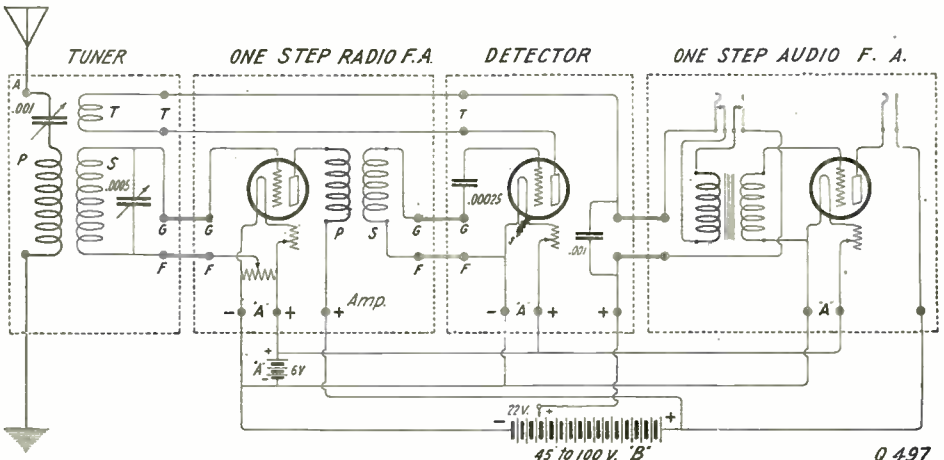 TUNER ONE STEP RADIO F.A. DETECTOR ONE STEP AUDIO F. A.
A
.001
T T T
P S
.0005
.00025
G G P S G G
.001
F F F F
Amp.
- "A" + + - "A" + + "A"
+
"A" 6V
-
22V. +
- +
45 to 100 V. "B" Q 497